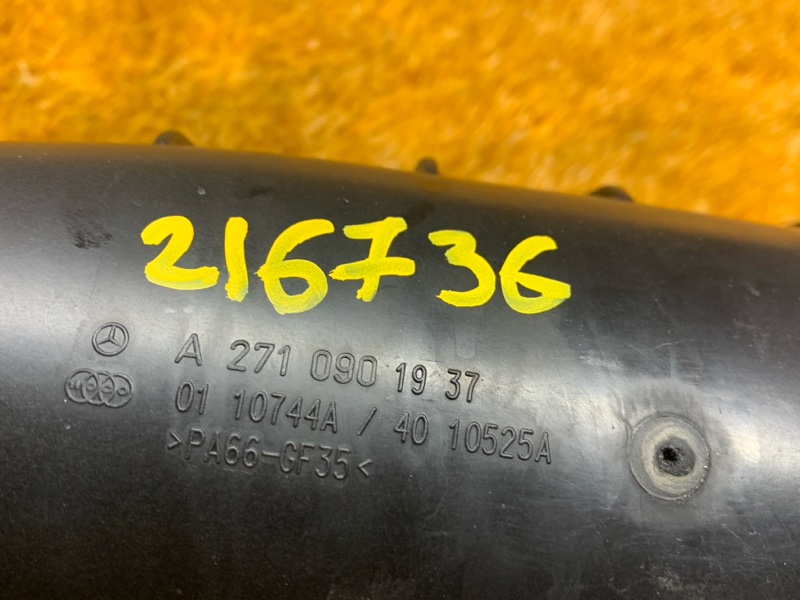 216736
A 271 090 19 37
01 10744A / 40 10525A
>PA66-GF35<